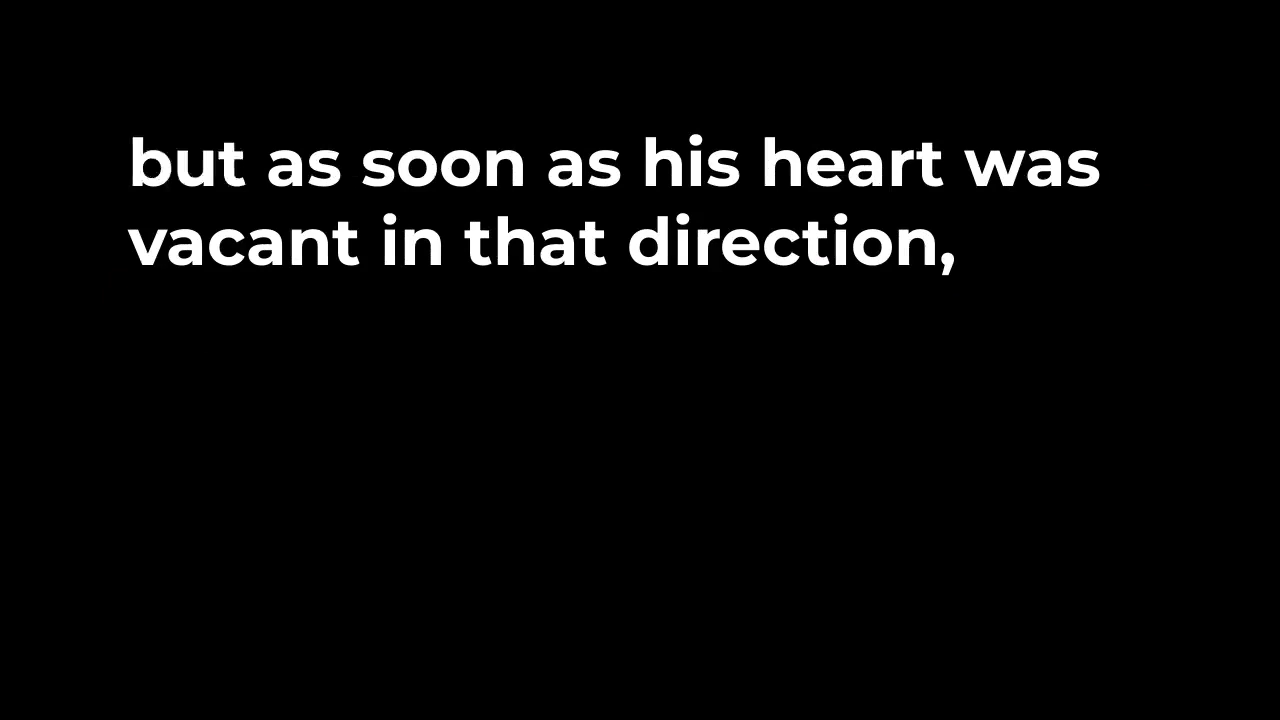 but as soon as his heart was
vacant in that direction,